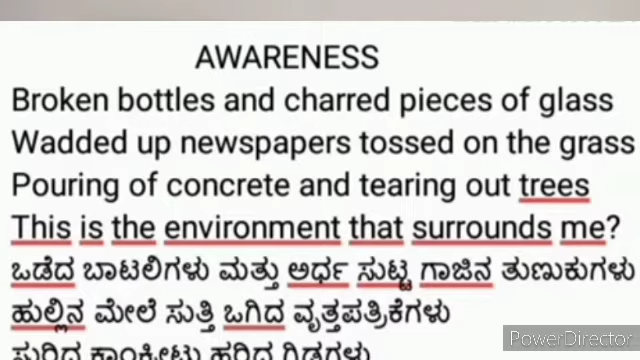 AWARENESS
Broken bottles and charred pieces of glass
Wadded up newspapers tossed on the grass
Pouring of concrete and tearing out trees
This is the environment that surrounds me?
ಒಡೆದ ಬಾಟಲಿಗಳು ಮತ್ತು ಅರ್ಧ ಸುಟ್ಟ ಗಾಜಿನ ತುಣುಕುಗಳು
ಹುಲ್ಲಿನ ಮೇಲೆ ಸುತ್ತಿ ಒಗಿದ ವೃತ್ತಪತ್ರಿಕೆಗಳು
ಸುರಿದ ಕಾಂಕ್ರೀಟು ಹರಿದ ಗಿಡಗಳು
PowerDirector